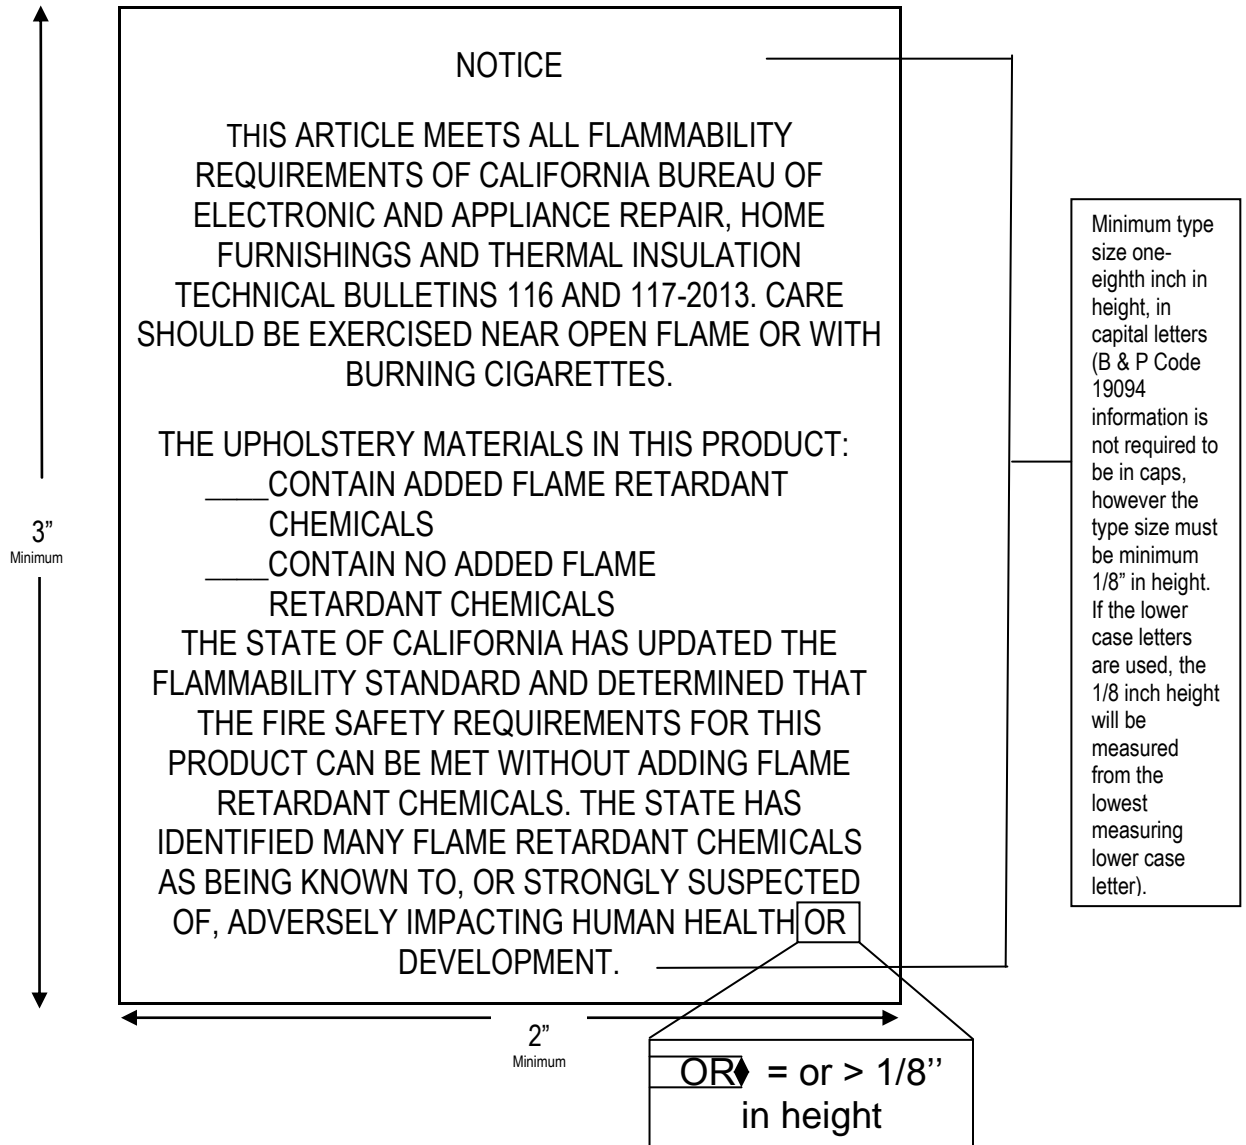 NOTICE
THIS ARTICLE MEETS ALL FLAMMABILITY
REQUIREMENTS OF CALIFORNIA BUREAU OF
ELECTRONIC AND APPLIANCE REPAIR, HOME
FURNISHINGS AND THERMAL INSULATION
TECHNICAL BULLETINS 116 AND 117-2013. CARE
SHOULD BE EXERCISED NEAR OPEN FLAME OR WITH
BURNING CIGARETTES.
THE UPHOLSTERY MATERIALS IN THIS PRODUCT:
____CONTAIN ADDED FLAME RETARDANT
CHEMICALS
____CONTAIN NO ADDED FLAME
RETARDANT CHEMICALS
THE STATE OF CALIFORNIA HAS UPDATED THE
FLAMMABILITY STANDARD AND DETERMINED THAT
THE FIRE SAFETY REQUIREMENTS FOR THIS
PRODUCT CAN BE MET WITHOUT ADDING FLAME
RETARDANT CHEMICALS. THE STATE HAS
IDENTIFIED MANY FLAME RETARDANT CHEMICALS
AS BEING KNOWN TO, OR STRONGLY SUSPECTED
OF, ADVERSELY IMPACTING HUMAN HEALTH OR
DEVELOPMENT.
3”
Minimum
2”
Minimum
OR = or > 1/8’’
in height
Minimum type
size one-
eighth inch in
height, in
capital letters
(B & P Code
19094
information is
not required to
be in caps,
however the
type size must
be minimum
1/8” in height.
If the lower
case letters
are used, the
1/8 inch height
will be
measured
from the
lowest
measuring
lower case
letter).